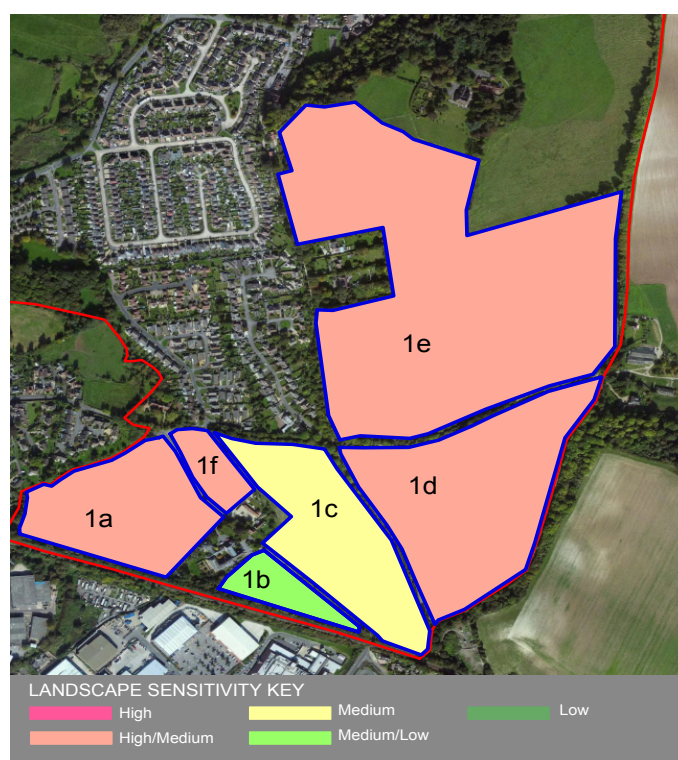 1e
1d
1f
1c
1a
1b
LANDSCAPE SENSITIVITY KEY
High
Medium
Low
High/Medium
Medium/Low